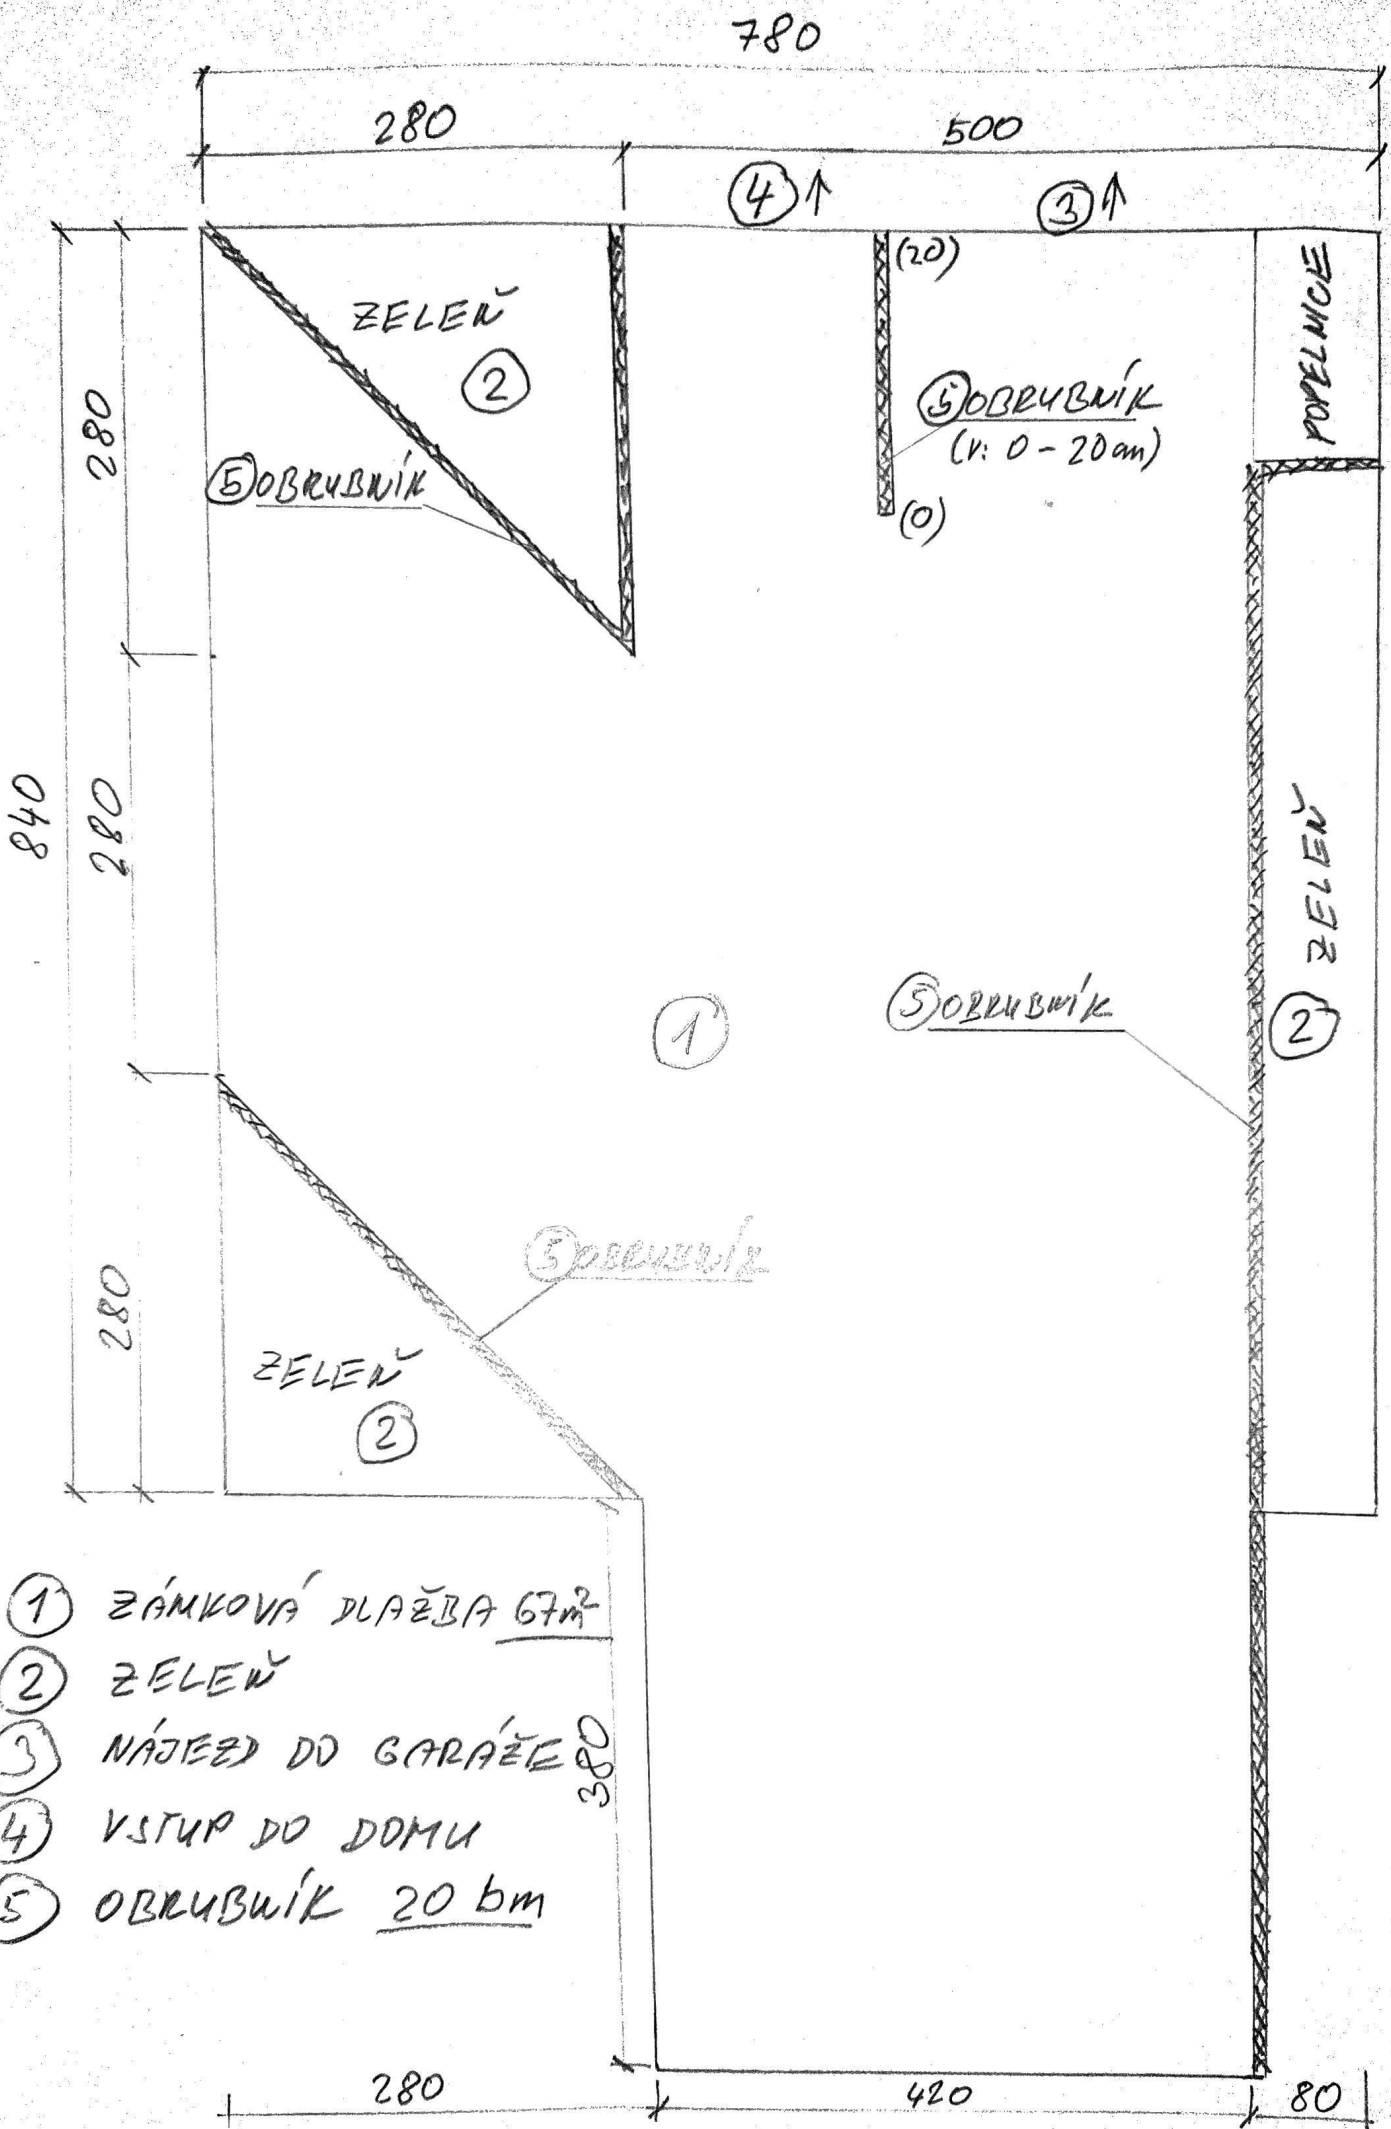 780
280
500
④ ↑
③ ↑
ZELEŇ
②
(20)
POPELNICE
⑤ OBRUBNÍK
(V: 0 - 20 cm)
⑤ OBRUBNÍK
(0)
280
840
280
ZELEŇ
②
①
⑤ OBRUBNÍK
⑤ OBRUBNÍK
280
ZELEŇ
②
① ZÁMKOVÁ DLAŽBA 67m²
② ZELEŇ
③ NÁJEZD DO GARÁŽE
④ VSTUP DO DOMU
⑤ OBRUBNÍK 20 bm
380
280
420
80